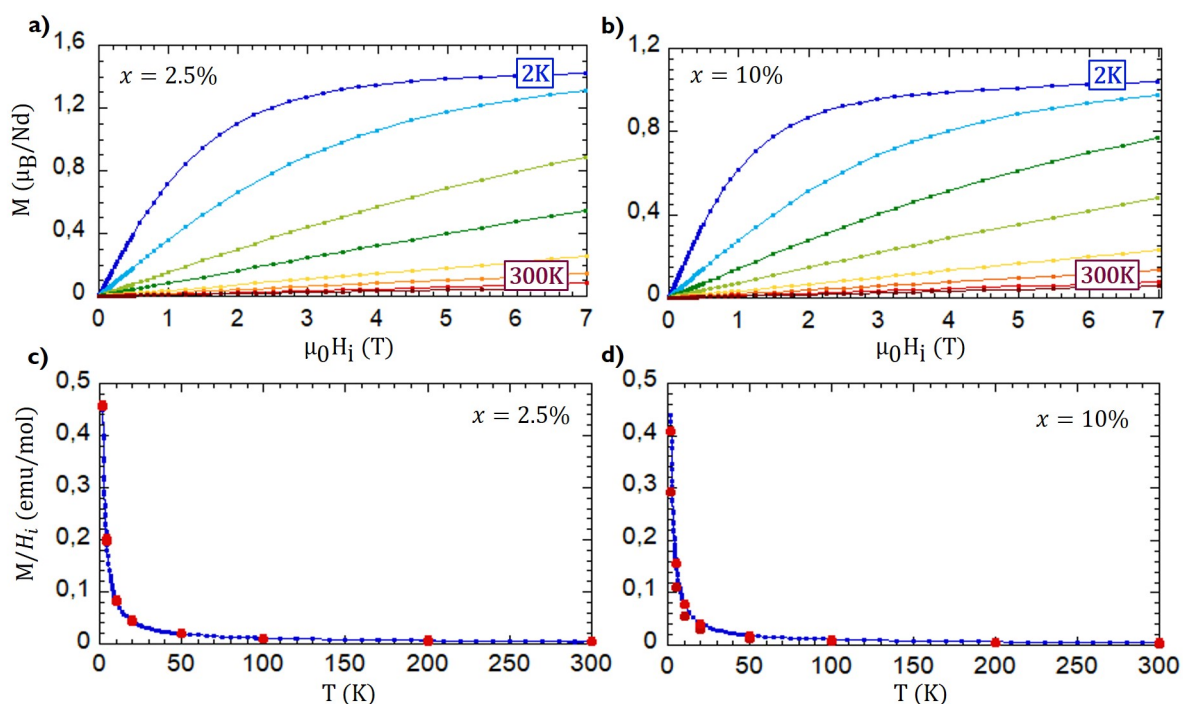 a)
1,6
1.2
0.8
0.4
0
M (μB/Nd)
x = 2.5%
2K
300K
0 1 2 3 4 5 6 7
μ0Hi (T)
b)
1,2
0.8
0.4
0
x = 10%
2K
300K
0 1 2 3 4 5 6 7
μ0Hi (T)
c)
0,5
0,4
0,3
0,2
0,1
0
M/Hi (emu/mol)
x = 2.5%
0 50 100 150 200 250 300
T (K)
d)
0,5
0,4
0,3
0,2
0,1
0
x = 10%
0 50 100 150 200 250 300
T (K)